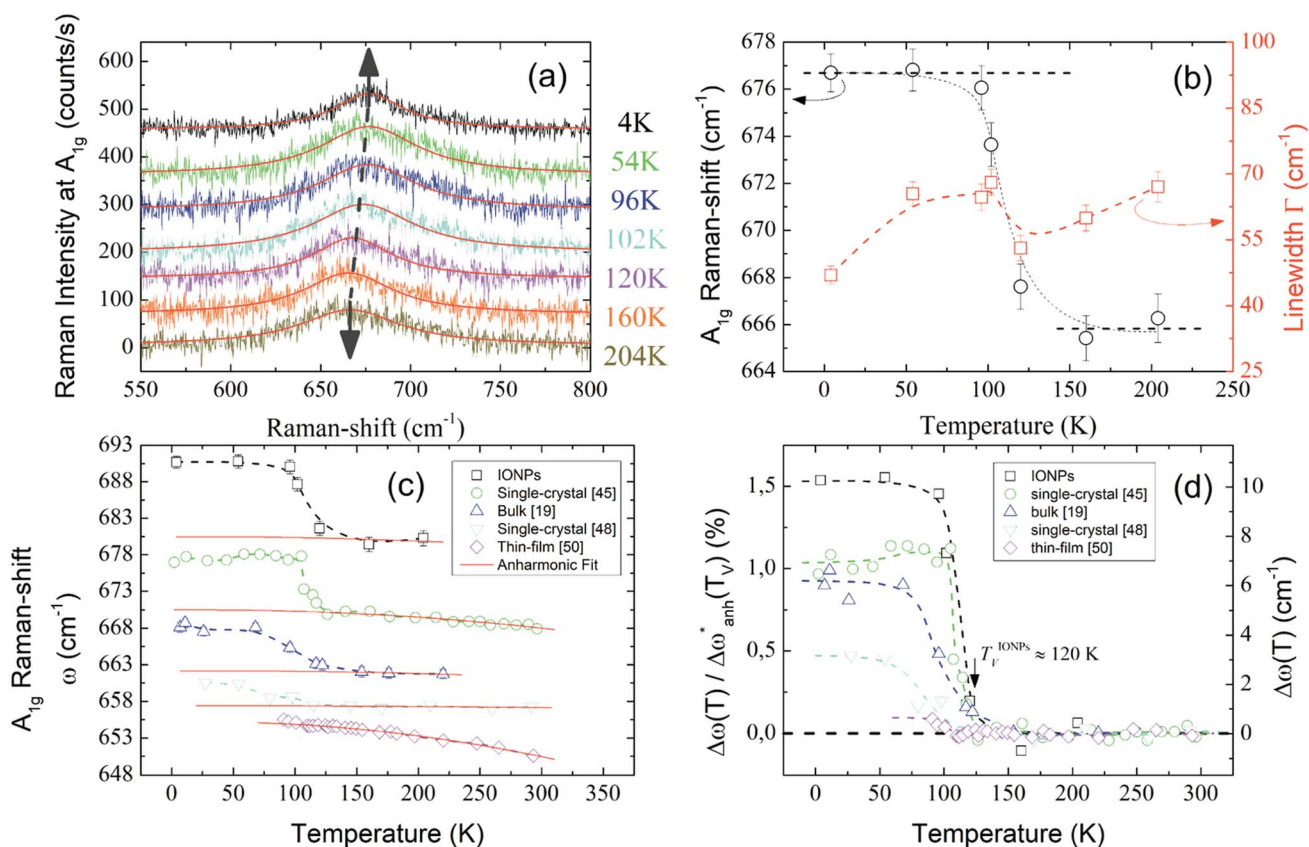 (a)
Raman Intensity at A1g (counts/s)
600
500
400
300
200
100
0
4K
54K
96K
102K
120K
160K
204K
550 600 650 700 750 800
Raman-shift (cm-1)
(b)
A1g Raman-shift (cm-1)
678
676
674
672
670
668
666
664
Linewidth Γ (cm-1)
100
85
70
55
40
25
0 50 100 150 200 250
Temperature (K)
(c)
A1g Raman-shift
ω (cm-1)
693
683
678
673
668
663
658
653
648
IONPs
Single-crystal [45]
Bulk [19]
Single-crystal [48]
Thin-film [50]
Anharmonic Fit
0 50 100 150 200 250 300
Temperature (K)
(d)
Δω(T) / Δω*anh(TV) (%)
1,5
1,0
0,5
0,0
IONPs
single-crystal [45]
bulk [19]
single-crystal [48]
thin-film [50]
TV IONPs ≈ 120 K
10
8
6
4
2
0
Δω(T) (cm-1)
0 50 100 150 200 250 300
Temperature (K)